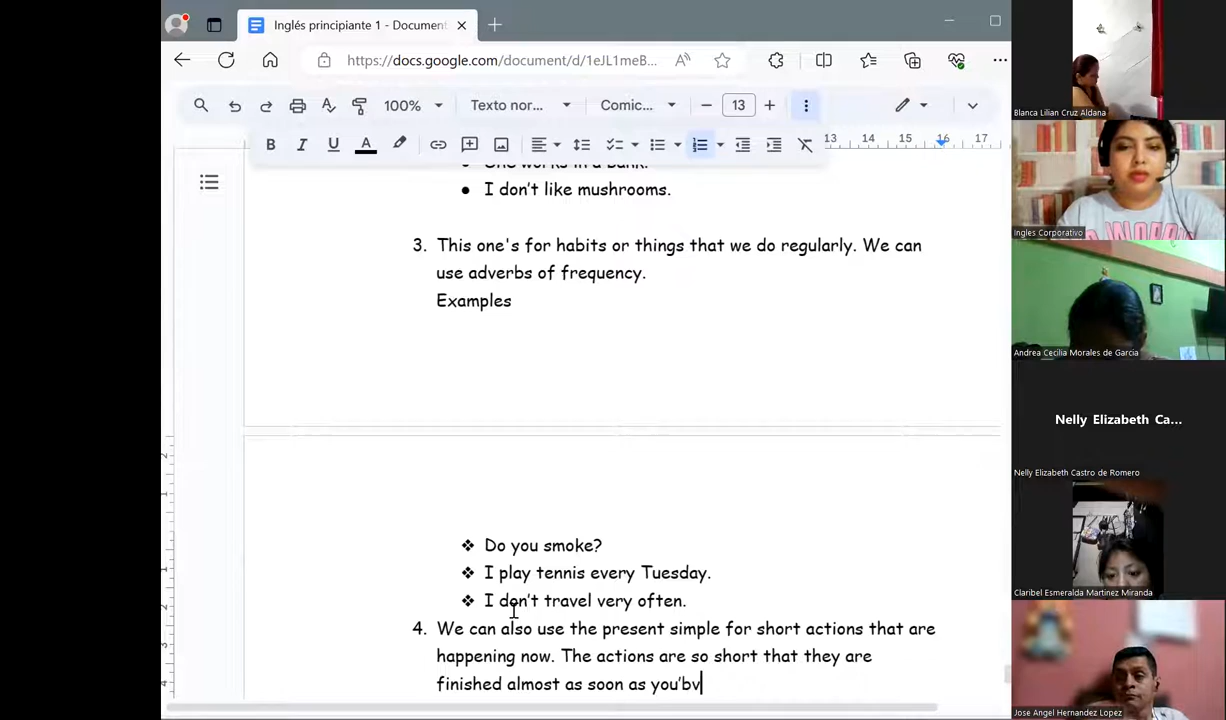 Inglés principiante 1 - Document
https://docs.google.com/document/d/1eJL1meB...
100% Texto nor... Comic... 13
13 14 15 16 17
I don't like mushrooms.
3. This one's for habits or things that we do regularly. We can
use adverbs of frequency.
Examples
Do you smoke?
I play tennis every Tuesday.
I don't travel very often.
4. We can also use the present simple for short actions that are
happening now. The actions are so short that they are
finished almost as soon as you'bv
Blanca Lilian Cruz Aldana
Ingles Corporativo
Andrea Cecilia Morales de Garcia
Nelly Elizabeth Ca...
Nelly Elizabeth Castro de Romero
Claribel Esmeralda Martinez Miranda
Jose Angel Hernandez Lopez